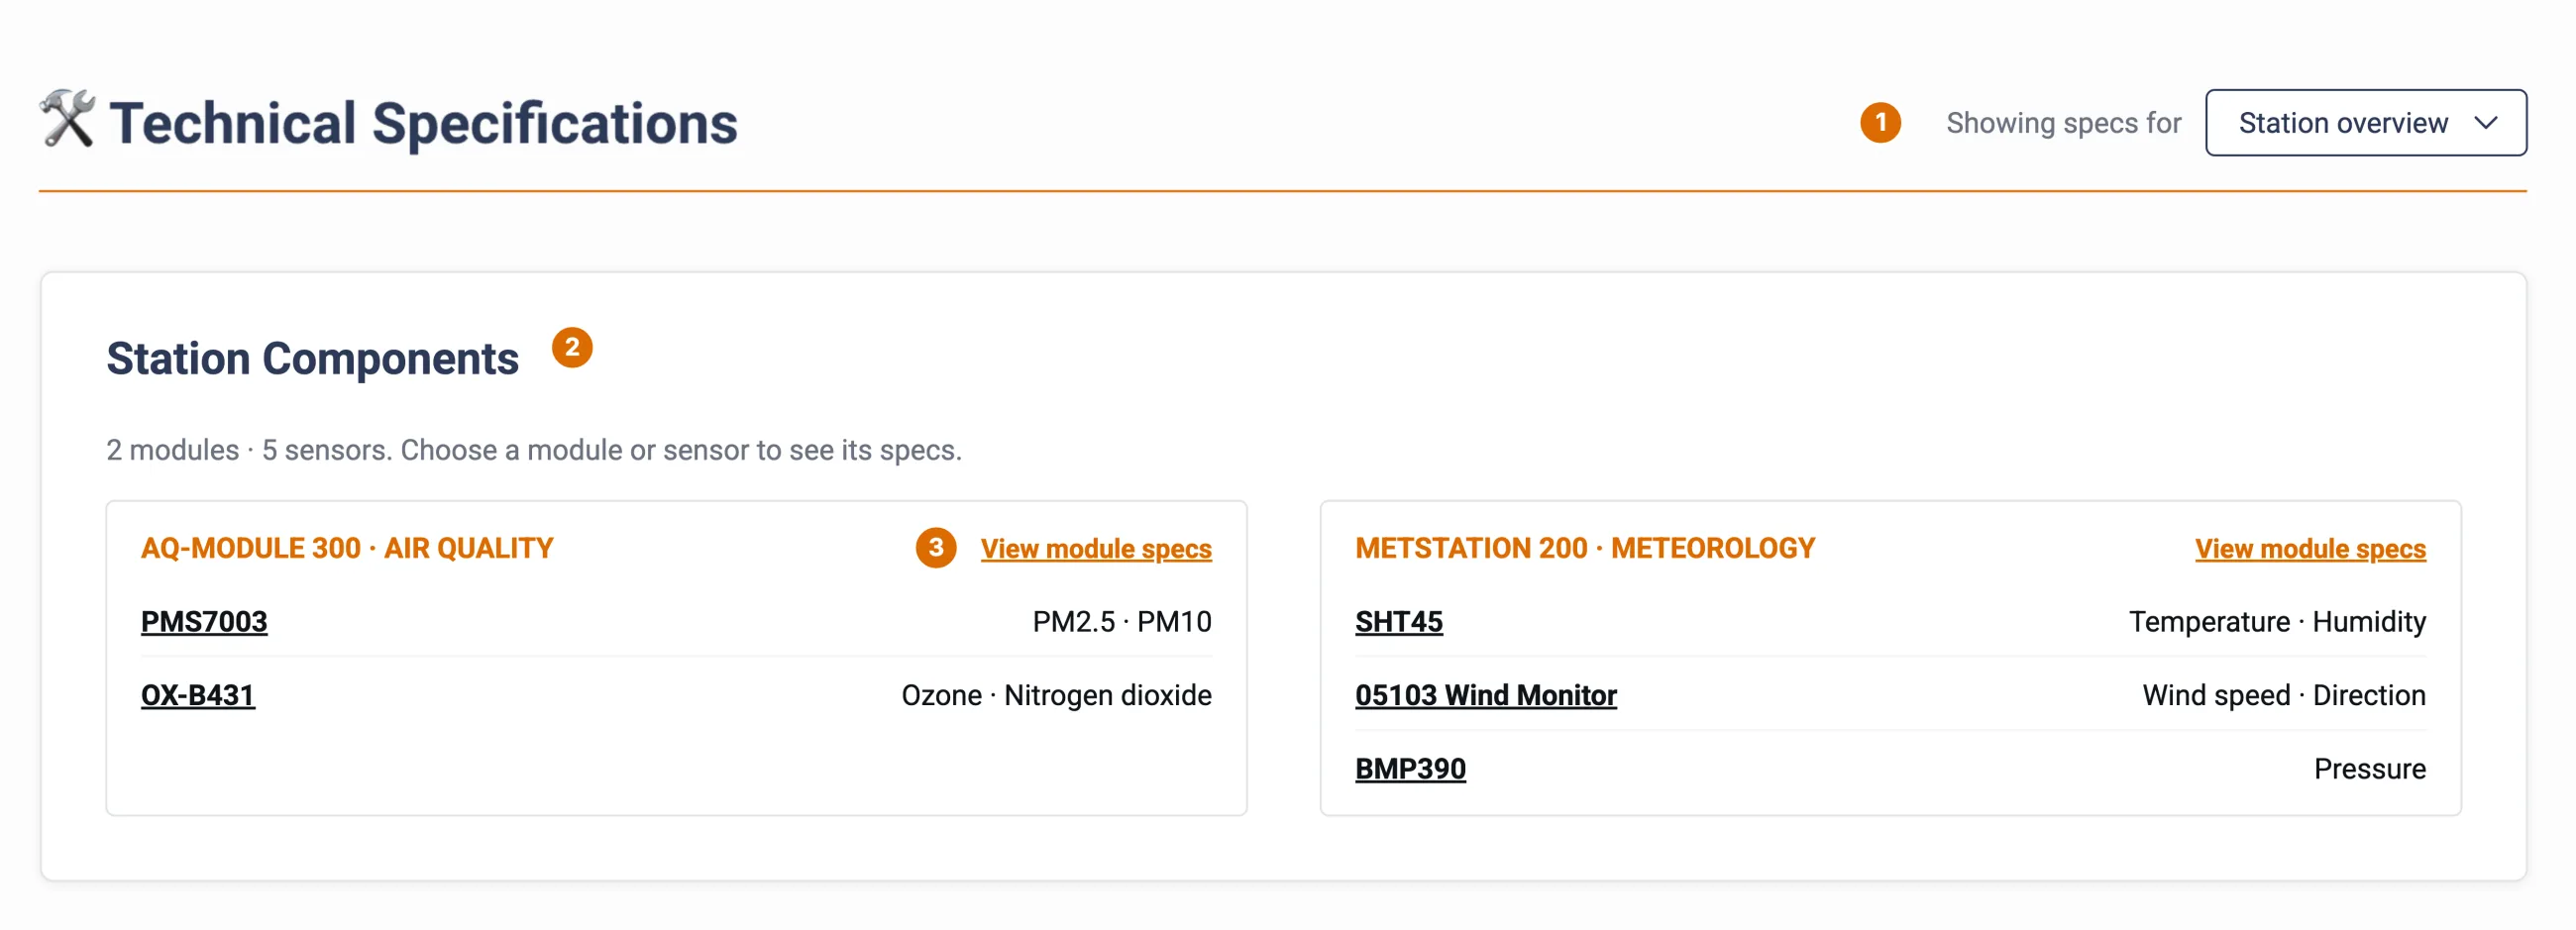 Technical Specifications
1 Showing specs for Station overview
Station Components 2
2 modules · 5 sensors. Choose a module or sensor to see its specs.
AQ-MODULE 300 · AIR QUALITY 3 View module specs
PMS7003 PM2.5 · PM10
OX-B431 Ozone · Nitrogen dioxide
METSTATION 200 · METEOROLOGY View module specs
SHT45 Temperature · Humidity
05103 Wind Monitor Wind speed · Direction
BMP390 Pressure